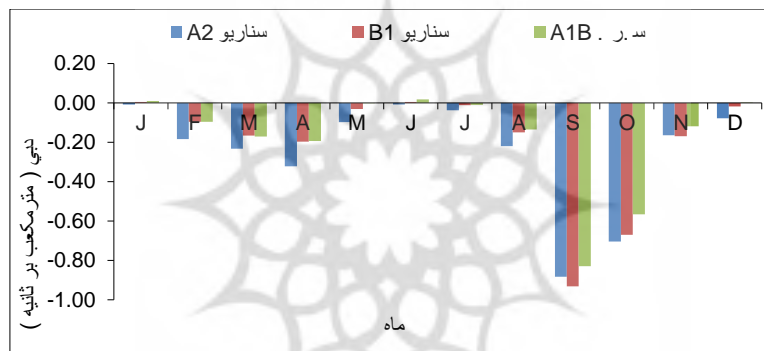 سناریو A2 سناریو B1 س.ر . A1B
0.20
0.00
-0.20
-0.40
-0.60
-0.80
-1.00
J F M A M J J A S O N D
دبي ( مترمکعب بر ثانیه )
ماه